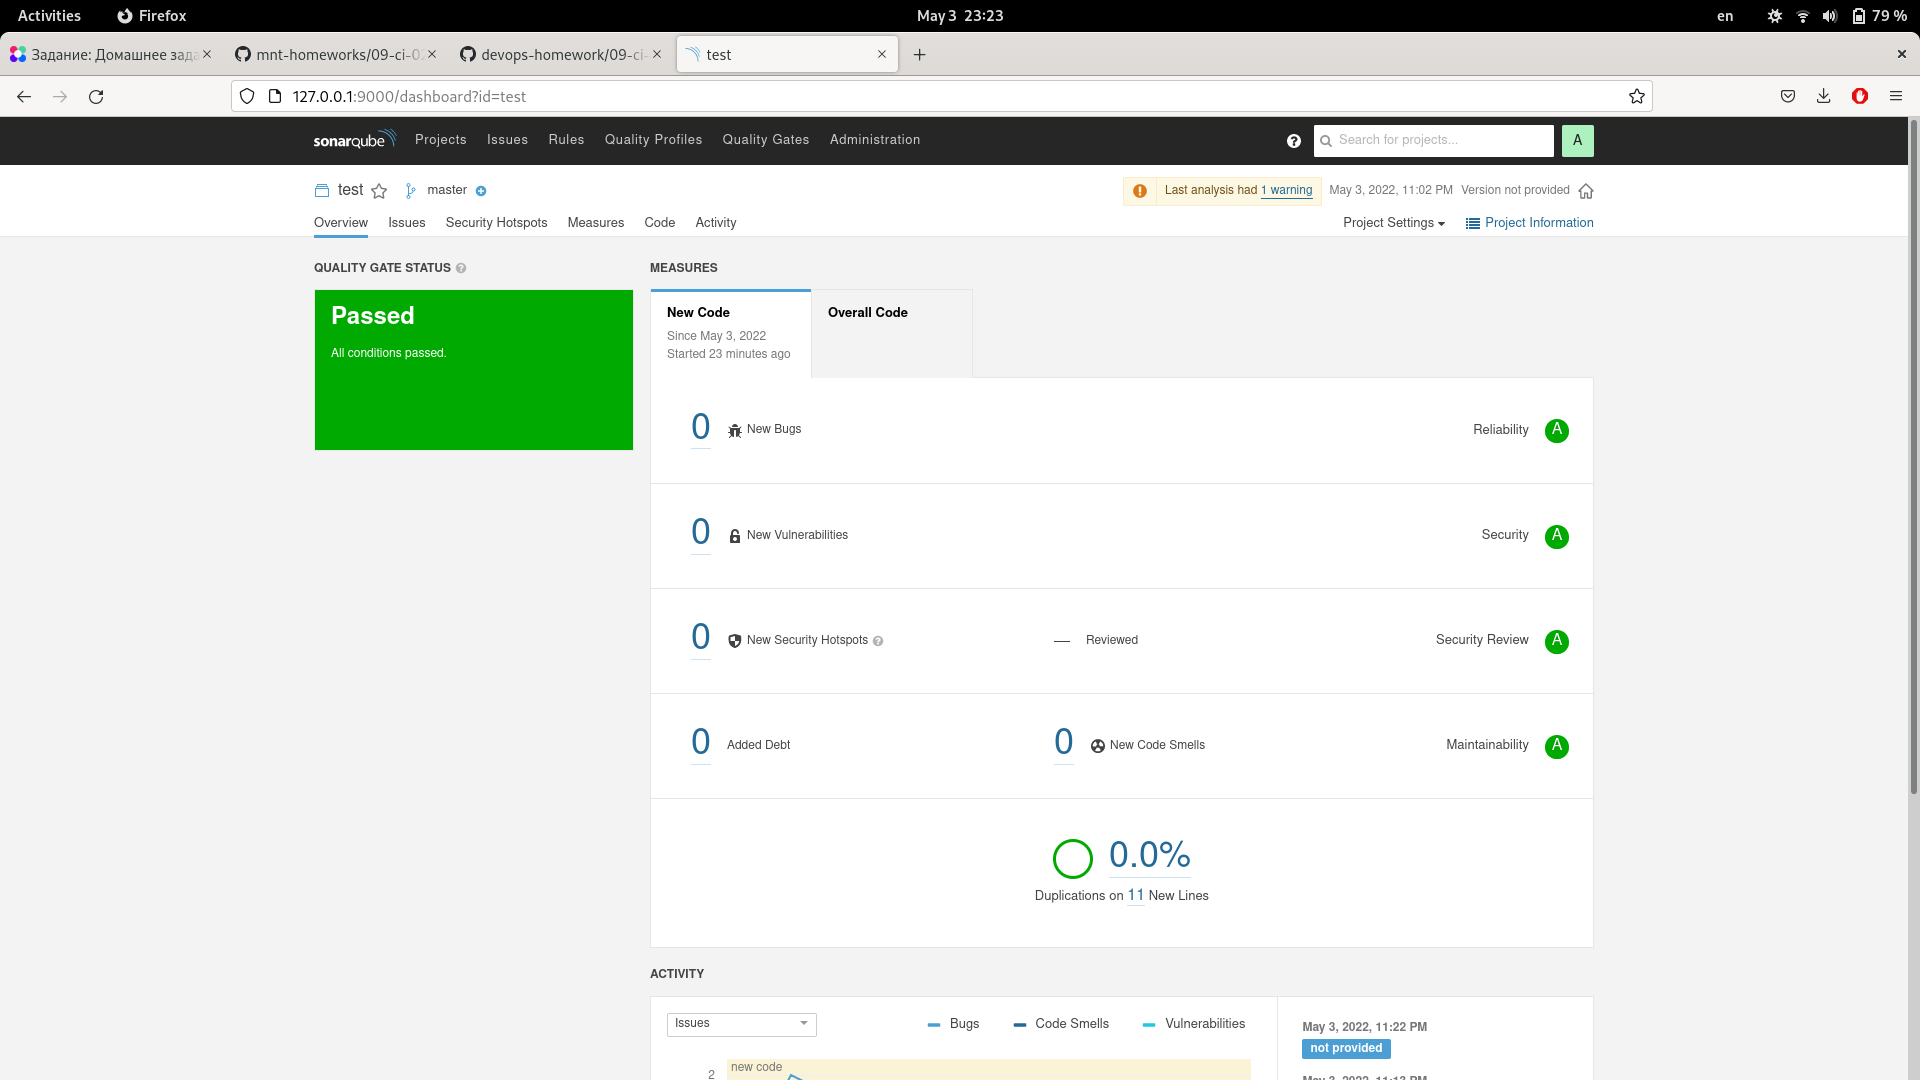 Activities Firefox May 3 23:23 en 79 %
Задание: Домашнее зада mnt-homeworks/09-ci-02 devops-homework/09-ci- test
127.0.0.1:9000/dashboard?id=test
sonarqube Projects Issues Rules Quality Profiles Quality Gates Administration Search for projects... A
test master Last analysis had 1 warning May 3, 2022, 11:02 PM Version not provided
Overview Issues Security Hotspots Measures Code Activity Project Settings Project Information
QUALITY GATE STATUS
Passed
All conditions passed.
MEASURES
New Code
Since May 3, 2022
Started 23 minutes ago
Overall Code
0 New Bugs Reliability A
0 New Vulnerabilities Security A
0 New Security Hotspots — Reviewed Security Review A
0 Added Debt 0 New Code Smells Maintainability A
0.0%
Duplications on 11 New Lines
ACTIVITY
Issues Bugs Code Smells Vulnerabilities
2 new code
May 3, 2022, 11:22 PM
not provided